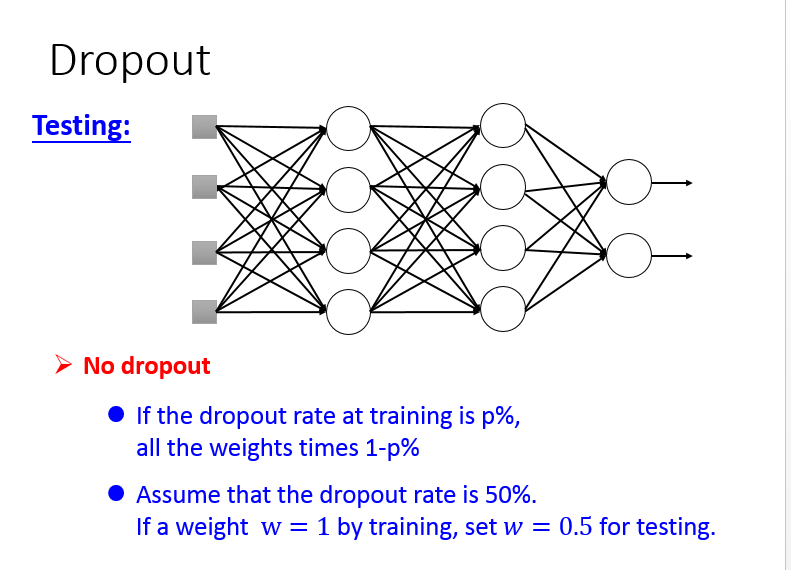 Dropout
Testing:
No dropout
If the dropout rate at training is p%,
all the weights times 1-p%
Assume that the dropout rate is 50%.
If a weight w = 1 by training, set w = 0.5 for testing.